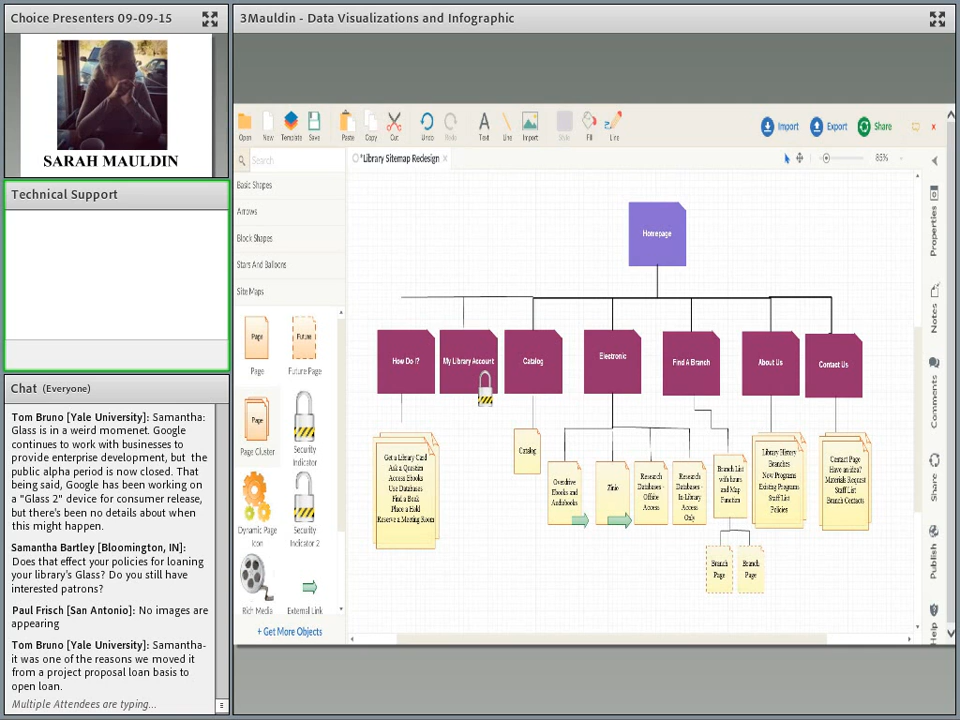 Choice Presenters 09-09-15
SARAH MAULDIN
Technical Support
Chat (Everyone)
Tom Bruno [Yale University]: Samantha:
Glass is in a weird momenet. Google
continues to work with businesses to
provide enterprise development, but the
public alpha period is now closed. That
being said, Google has been working on
a "Glass 2" device for consumer release,
but there's been no details about when
this might happen.
Samantha Bartley [Bloomington, IN]:
Does that effect your policies for loaning
your library's Glass? Do you still have
interested patrons?
Paul Frisch [San Antonio]: No images are
appearing
Tom Bruno [Yale University]: Samantha-
it was one of the reasons we moved it
from a project proposal loan basis to
open loan.
Multiple Attendees are typing...
3Mauldin - Data Visualizations and Infographic
Open New Template Save Paste Copy Cut Undo Redo Text Line Import Style Fill Line
Import Export Share
Search
*Library Sitemap Redesign
85%
Basic Shapes
Arrows
Block Shapes
Stars And Balloons
Site Maps
Page
Page
Future
Future Page
Page
Page Cluster
Security
Indicator
Dynamic Page
Icon
Security
Indicator 2
Rich Media
External Link
+ Get More Objects
Homepage
How Do I?
My Library Account
Catalog
Electronic
Find A Branch
About Us
Contact Us
Get a Library Card
Ask a Question
Access Ebooks
Use Databases
Find a Book
Place a Hold
Reserve a Meeting Room
Catalog
Overdrive
Ebooks and
Audiobooks
Zinio
Research
Databases -
Offsite
Access
Research
Databases -
In Library
Access
Only
Branch List
with hours
and Map
Function
Branch
Page
Branch
Page
Library History
Branches
New Programs
Existing Programs
Staff List
Policies
Contact Page
Have an idea?
Materials Request
Staff List
Branch Contacts
Properties
Notes
Comments
Share
Publish
Help